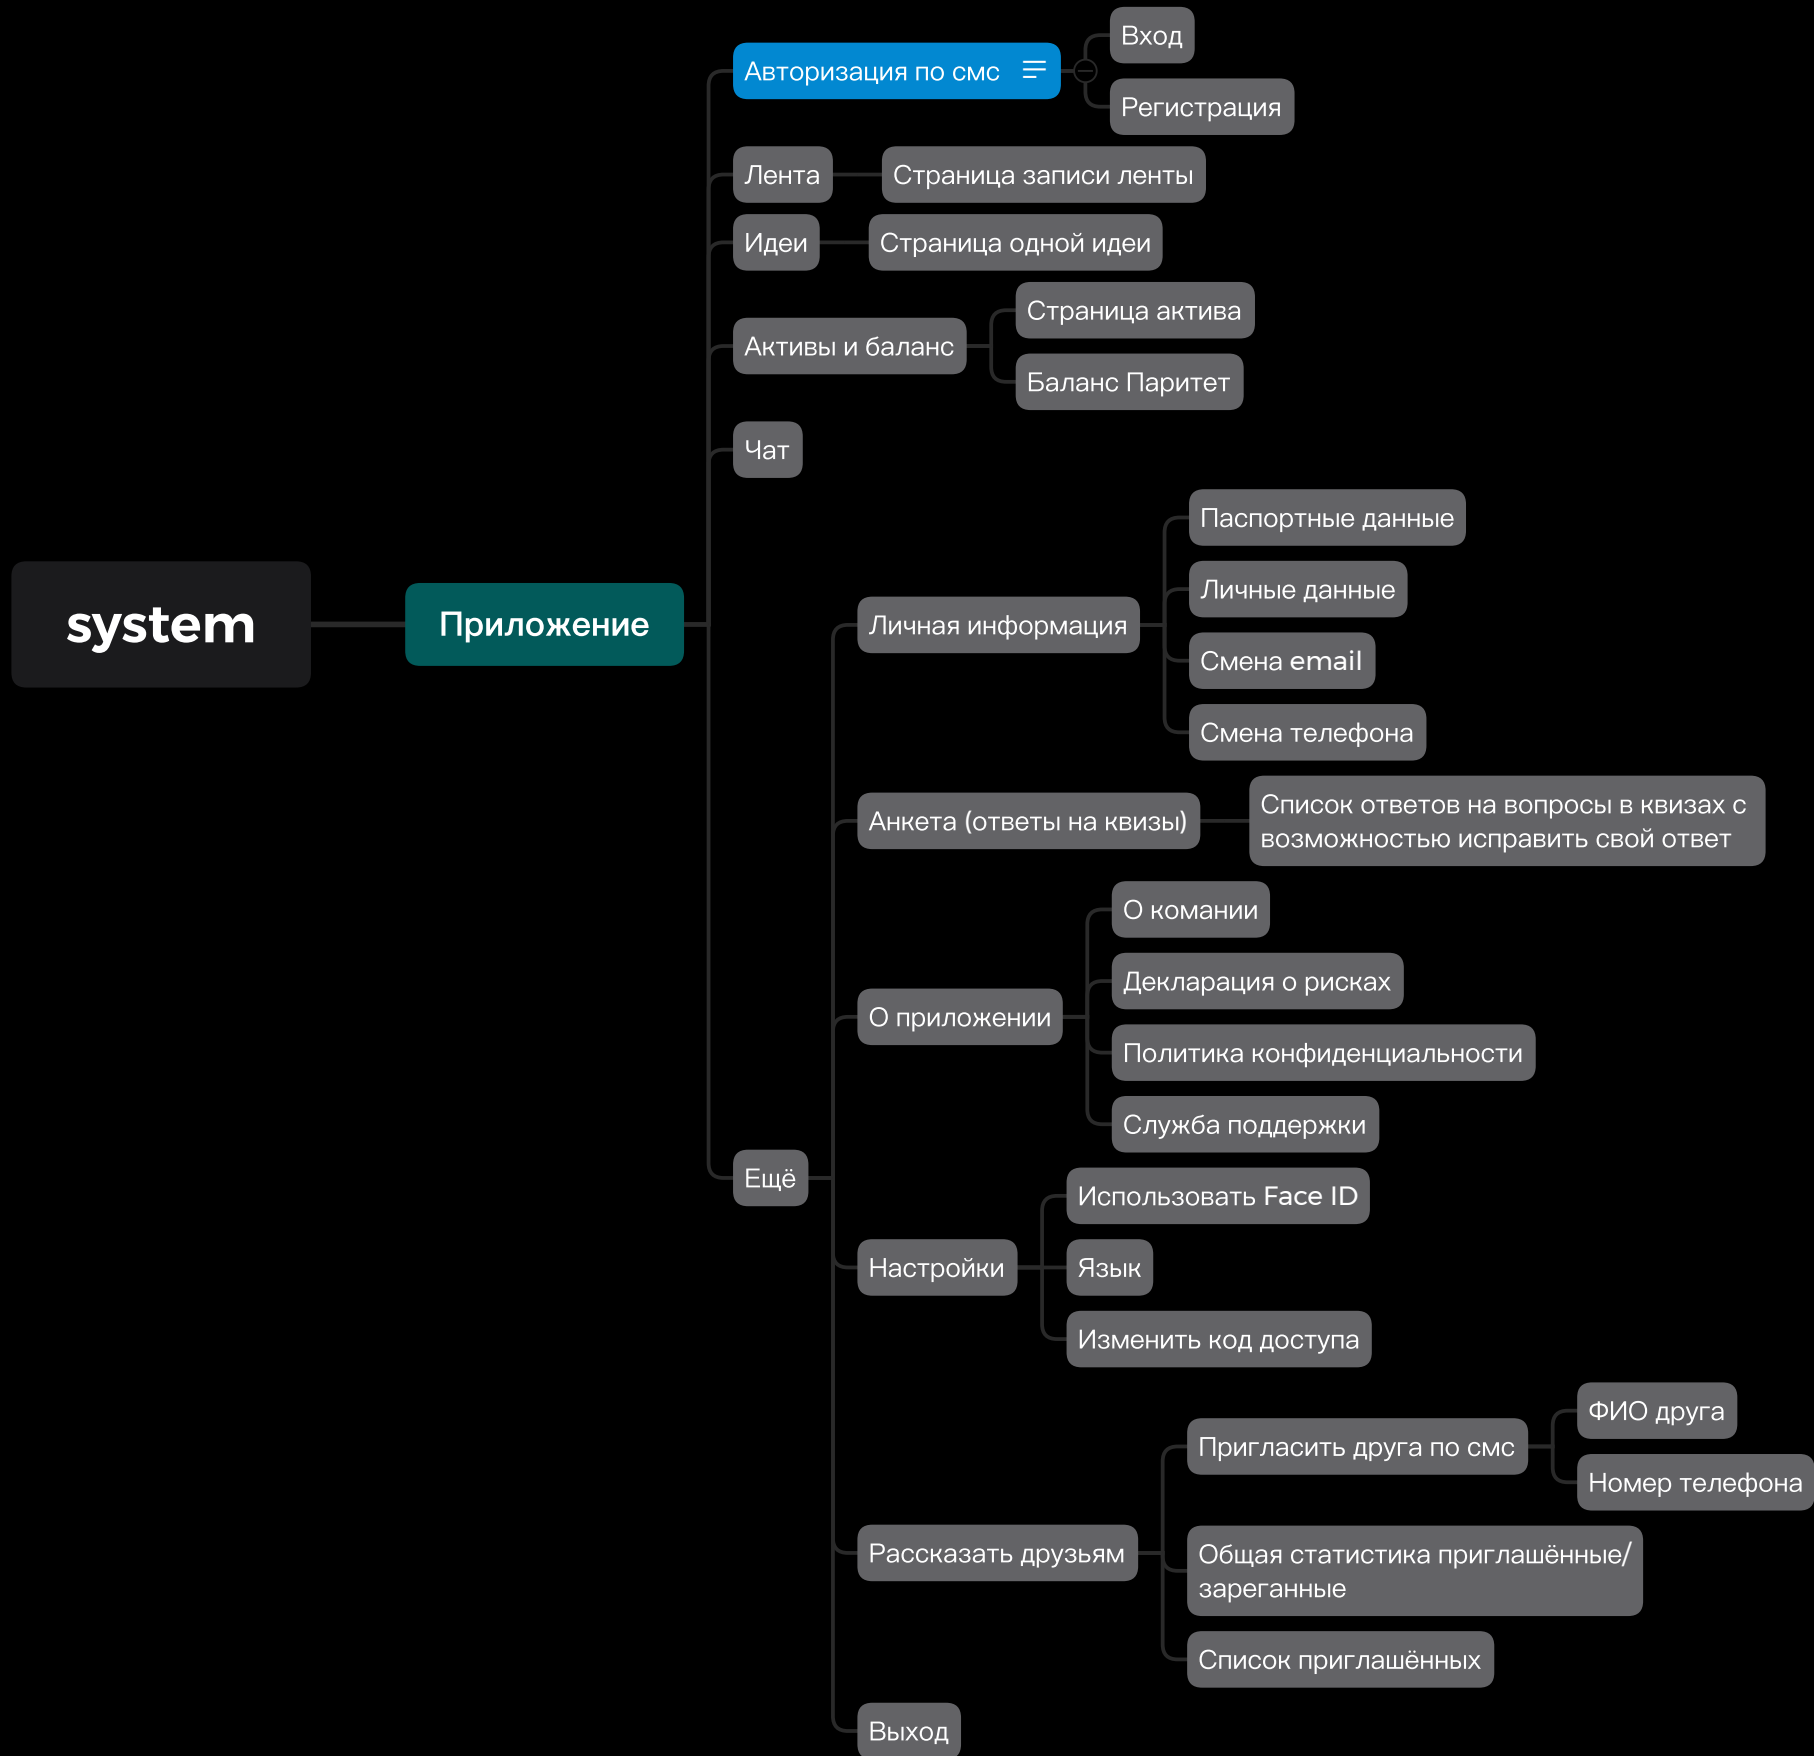 system
Приложение
Авторизация по смс
Вход
Регистрация
Лента
Страница записи ленты
Идеи
Страница одной идеи
Активы и баланс
Страница актива
Баланс Паритет
Чат
Ещё
Личная информация
Паспортные данные
Личные данные
Смена email
Смена телефона
Анкета (ответы на квизы)
Список ответов на вопросы в квизах с
возможностью исправить свой ответ
О приложении
О комании
Декларация о рисках
Политика конфиденциальности
Служба поддержки
Настройки
Использовать Face ID
Язык
Изменить код доступа
Рассказать друзьям
Пригласить друга по смс
ФИО друга
Номер телефона
Общая статистика приглашённые/
зареганные
Список приглашённых
Выход